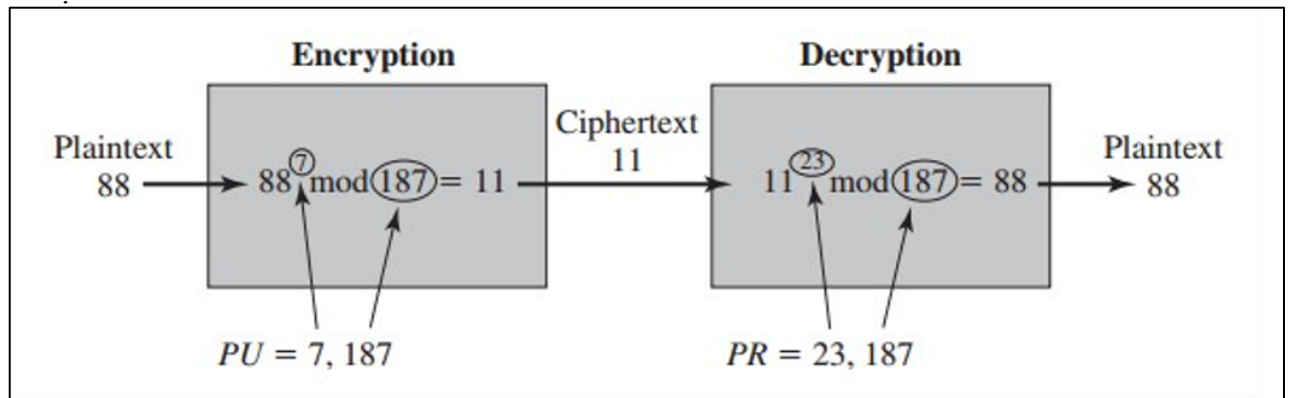 Encryption
Decryption
Plaintext
88
88^7 mod 187 = 11
Ciphertext
11
11^23 mod 187 = 88
Plaintext
88
PU = 7, 187
PR = 23, 187